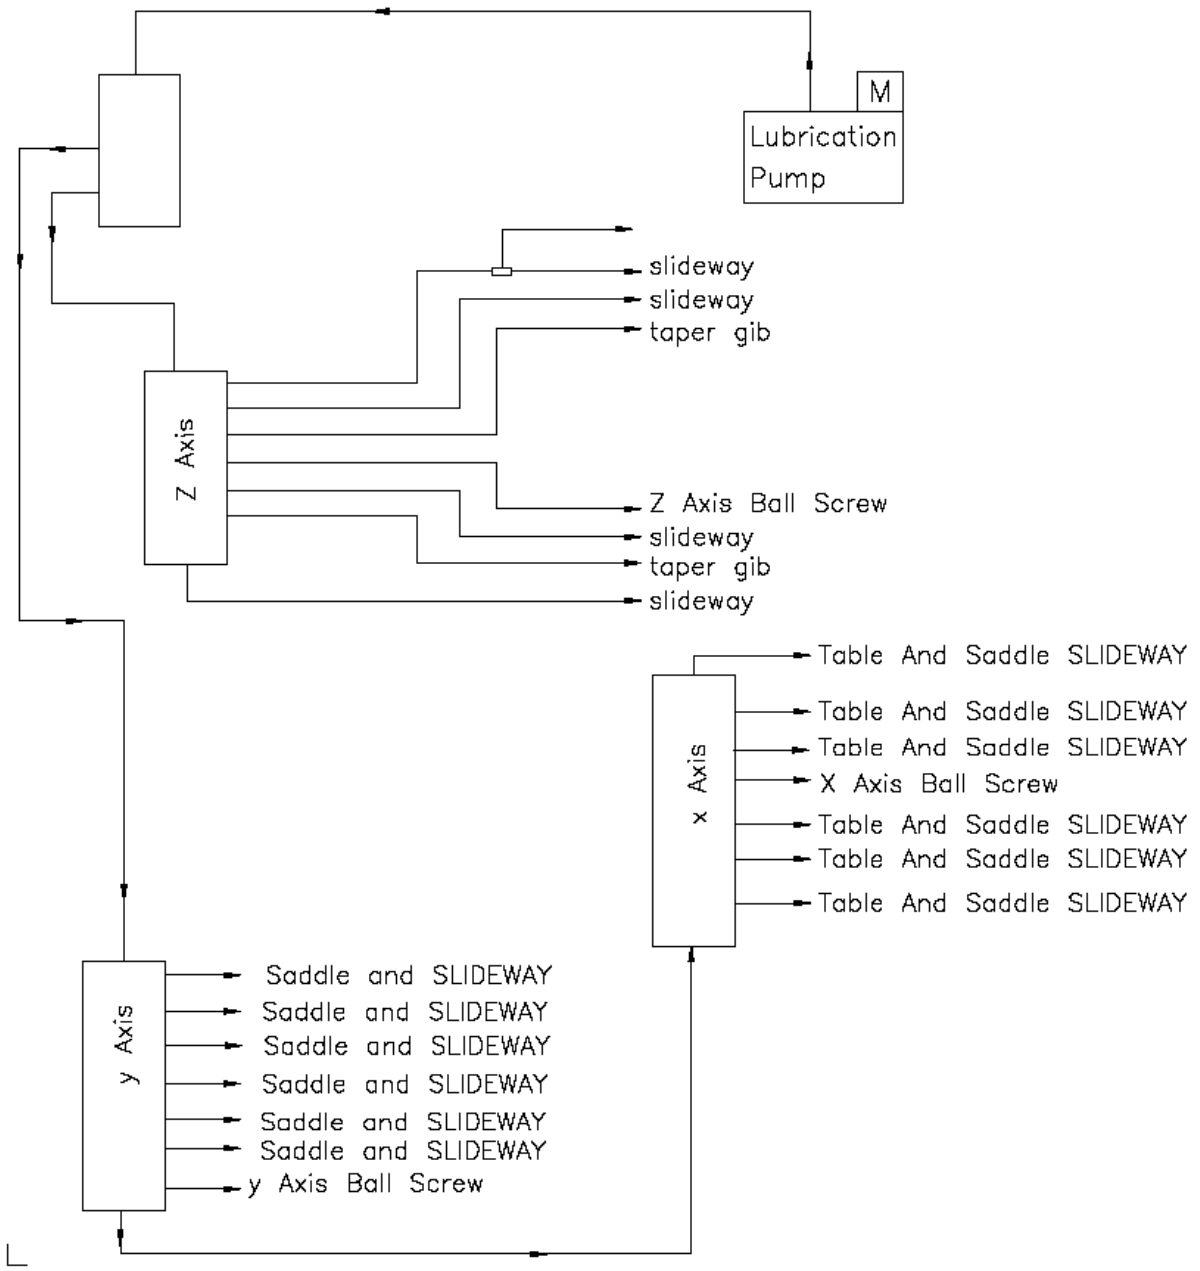 M
Lubrication
Pump
slideway
slideway
taper gib
Z Axis
Z Axis Ball Screw
slideway
taper gib
slideway
Table And Saddle SLIDEWAY
Table And Saddle SLIDEWAY
Table And Saddle SLIDEWAY
x Axis
X Axis Ball Screw
Table And Saddle SLIDEWAY
Table And Saddle SLIDEWAY
Table And Saddle SLIDEWAY
Saddle and SLIDEWAY
Saddle and SLIDEWAY
y Axis
Saddle and SLIDEWAY
Saddle and SLIDEWAY
Saddle and SLIDEWAY
Saddle and SLIDEWAY
y Axis Ball Screw